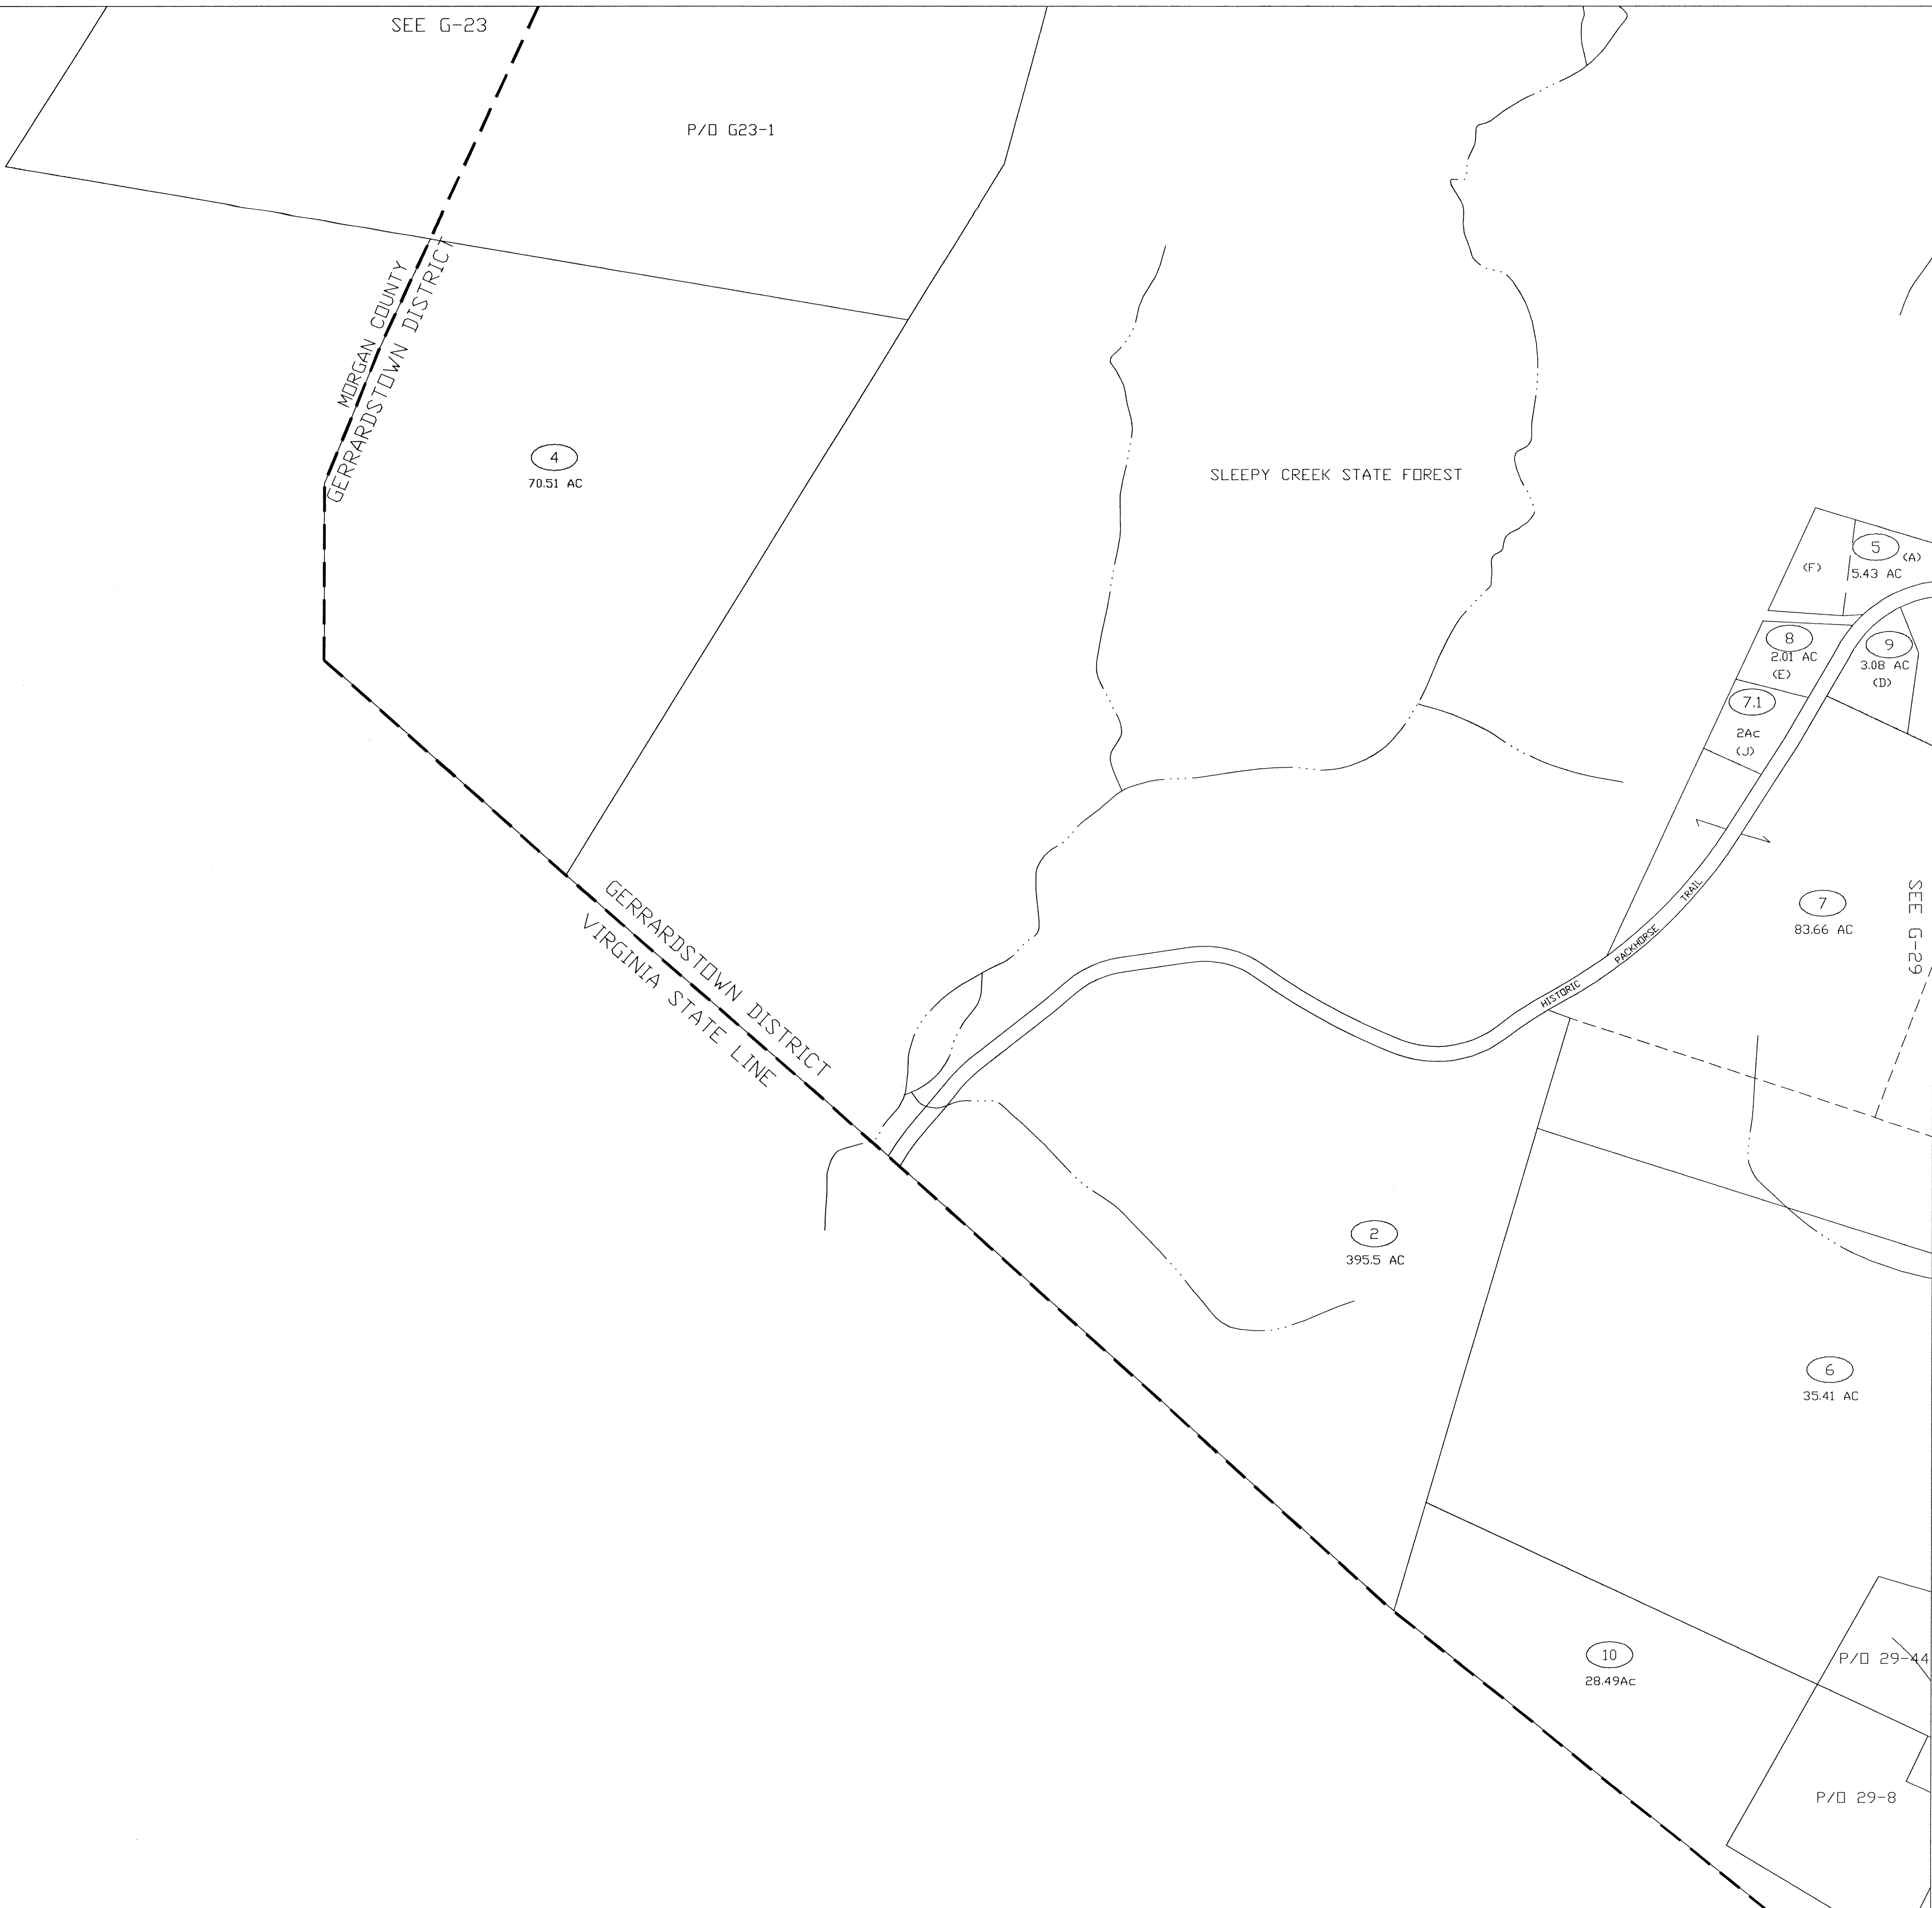 SEE G-23
P/O G23-1
MORGAN COUNTY
GERRARDSTOWN DISTRICT
4
70.51 AC
SLEEPY CREEK STATE FOREST
5
(A)
5.43 AC
(F)
8
2.01 AC
(E)
9
3.08 AC
(D)
7.1
2Ac
(J)
7
83.66 AC
SEE G-29
HISTORIC PACKHORSE TRAIL
GERRARDSTOWN DISTRICT
VIRGINIA STATE LINE
2
395.5 AC
6
35.41 AC
10
28.49Ac
P/O 29-44
P/O 29-8